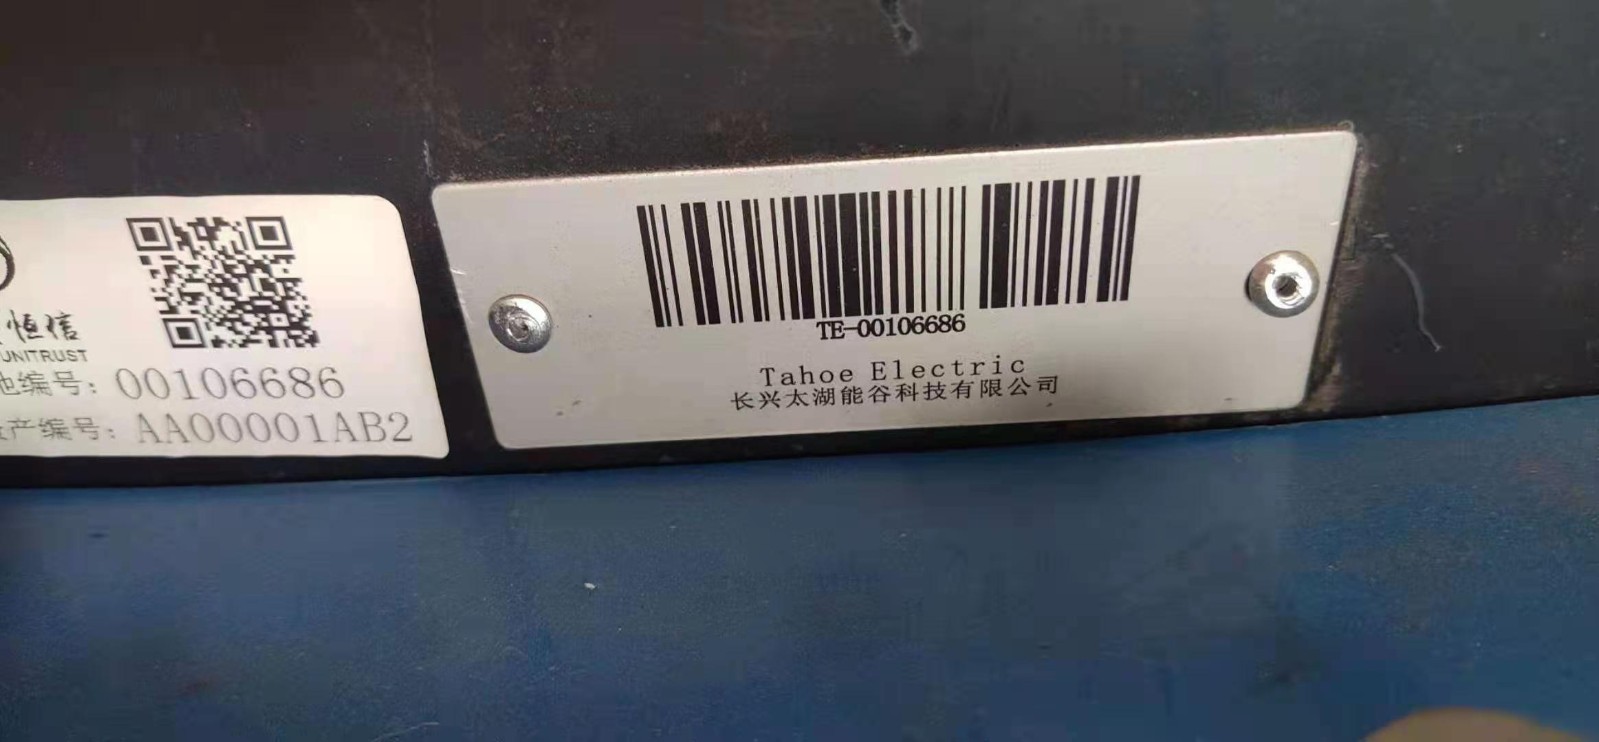 恒信
UNITRUST
池编号：00106686
产编号：AA00001AB2
TE-00106686
Tahoe Electric
长兴太湖能谷科技有限公司